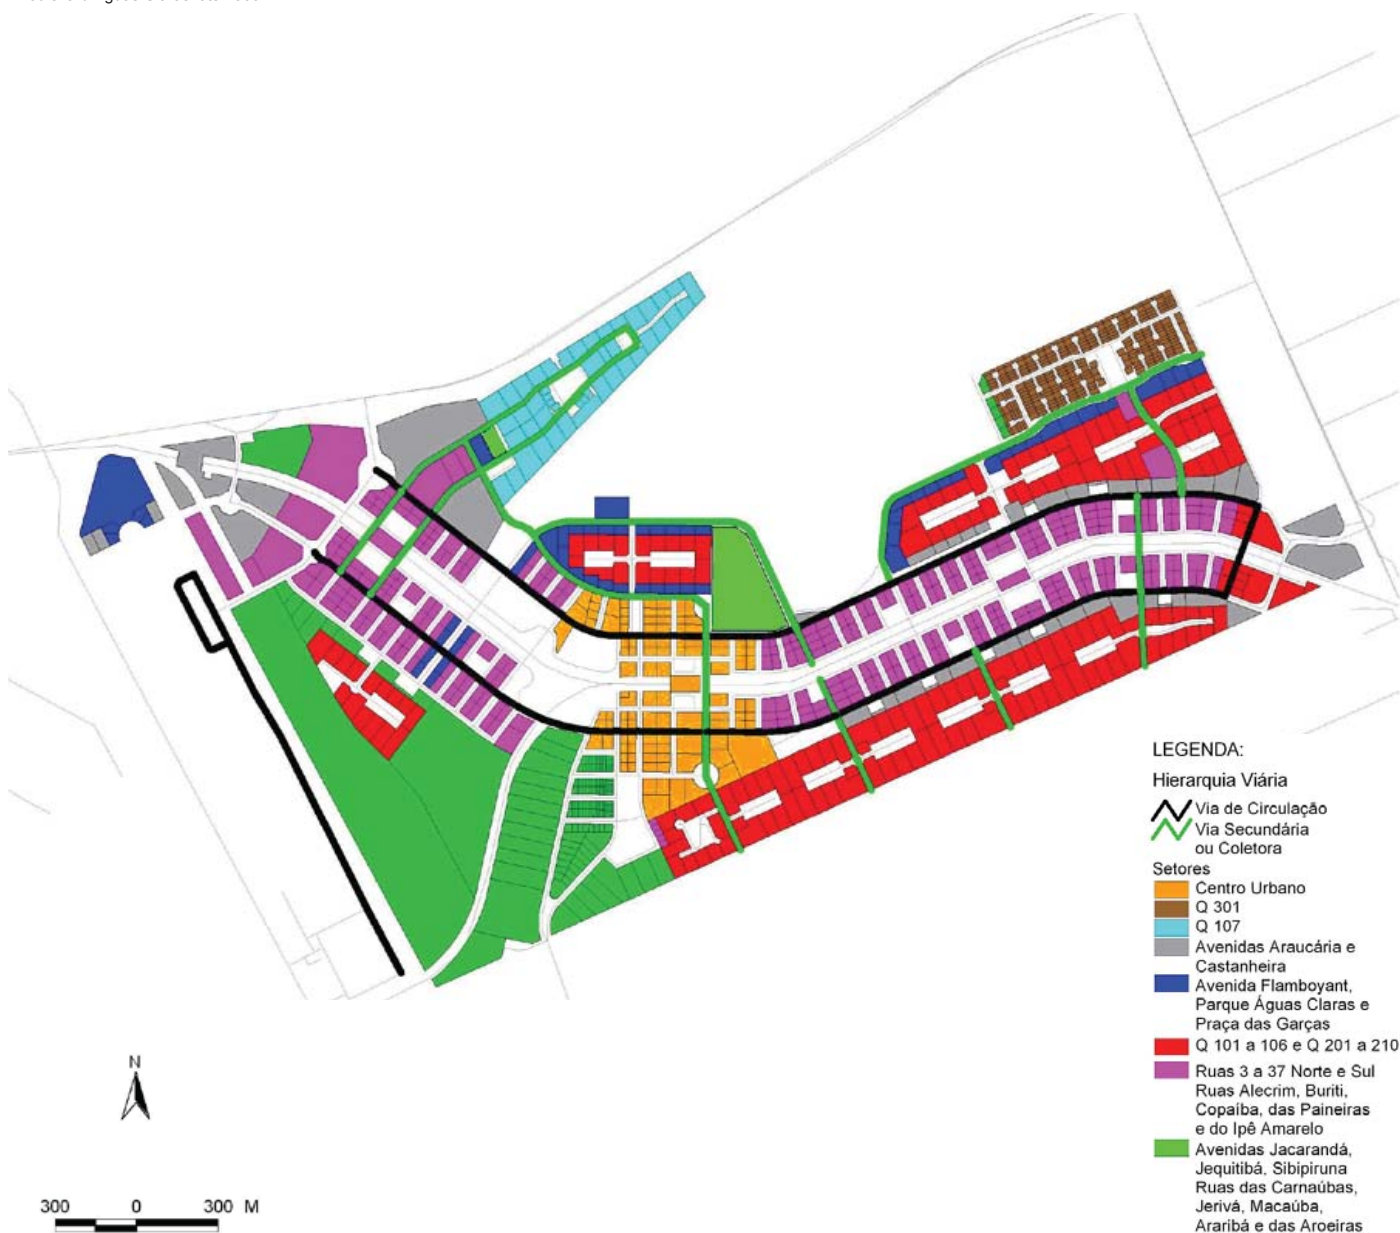 LEGENDA:
Hierarquia Viária
Via de Circulação
Via Secundária
ou Coletora
Setores
Centro Urbano
Q 301
Q 107
Avenidas Araucária e
Castanheira
Avenida Flamboyant,
Parque Águas Claras e
Praça das Garças
Q 101 a 106 e Q 201 a 210
Ruas 3 a 37 Norte e Sul
Ruas Alecrim, Buriti,
Copaíba, das Paineiras
e do Ipê Amarelo
Avenidas Jacarandá,
Jequitibá, Sibipiruna
Ruas das Carnaúbas,
Jerivá, Macaúba,
Araribá e das Aroeiras
N
300 0 300 M